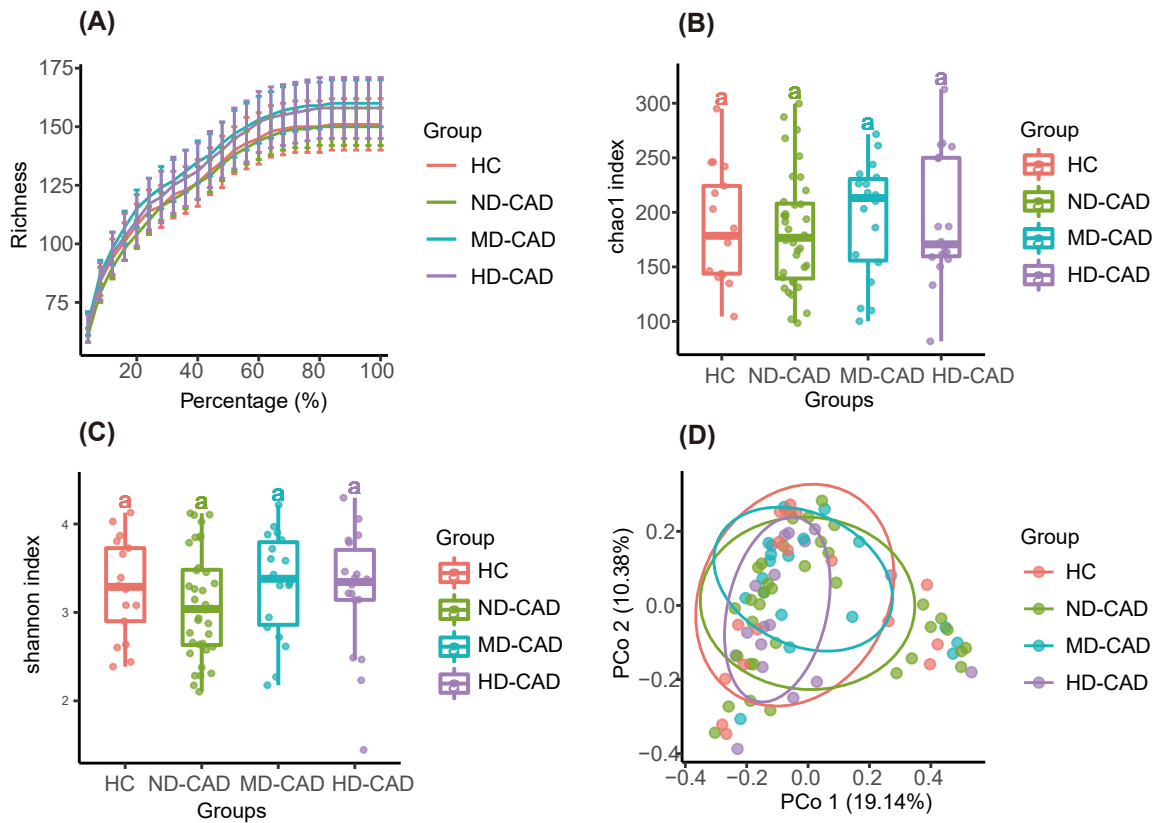 (A)
175
150
125
100
75
Richness
20
40
60
80
100
Percentage (%)
Group
HC
ND-CAD
MD-CAD
HD-CAD
(B)
300
250
200
150
100
chao1 index
a
a
a
a
HC
ND-CAD
MD-CAD
HD-CAD
Groups
Group
HC
ND-CAD
MD-CAD
HD-CAD
(C)
4
3
2
shannon index
a
a
a
a
HC
ND-CAD
MD-CAD
HD-CAD
Groups
Group
HC
ND-CAD
MD-CAD
HD-CAD
(D)
0.2
0.0
−0.2
−0.4
PCo 2 (10.38%)
−0.4
−0.2
0.0
0.2
0.4
PCo 1 (19.14%)
Group
HC
ND-CAD
MD-CAD
HD-CAD